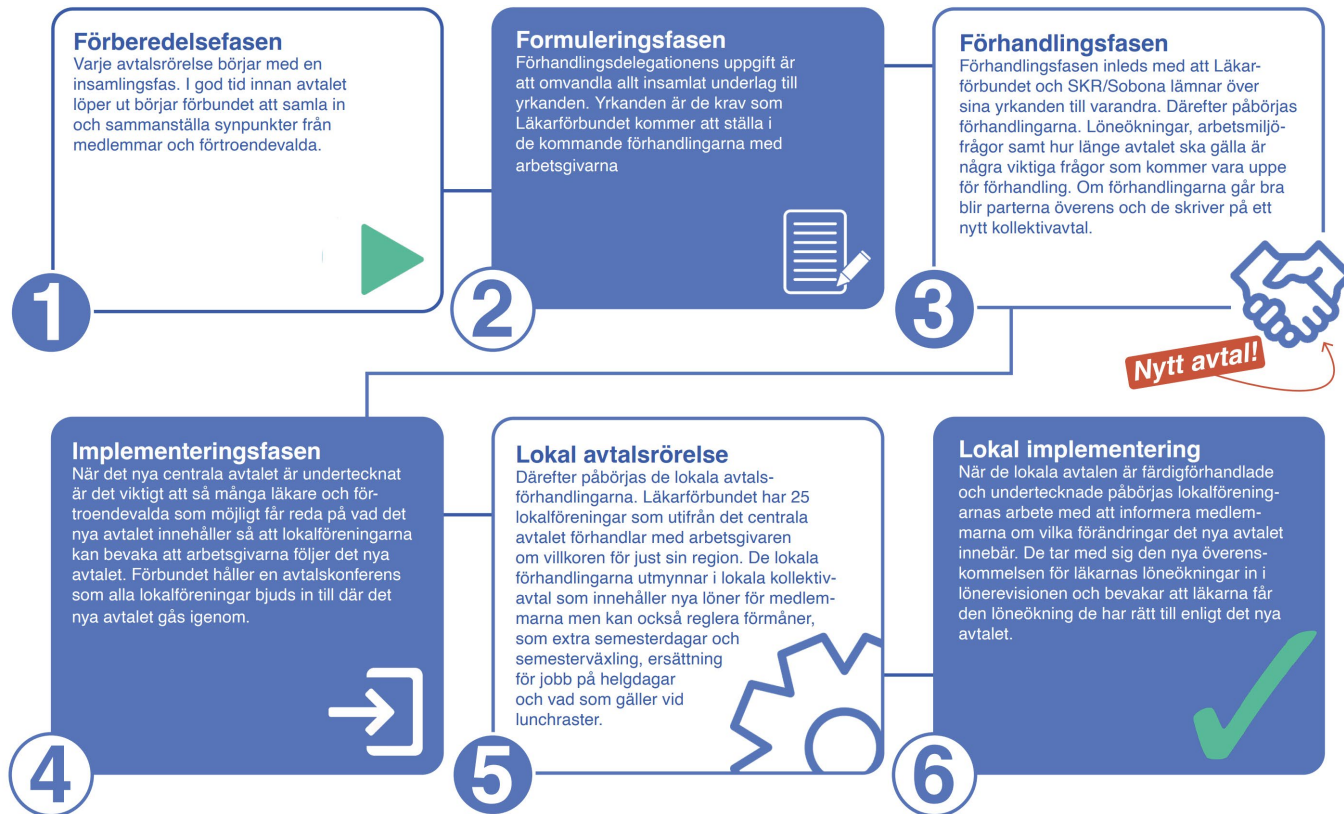 Förberedelsefasen
Varje avtalsrörelse börjar med en
insamlingsfas. I god tid innan avtalet
löper ut börjar förbundet att samla in
och sammanställa synpunkter från
medlemmar och förtroendevalda.
1
Formuleringsfasen
Förhandlingsdelegationens uppgift är
att omvandla allt insamlat underlag till
yrkanden. Yrkanden är de krav som
Läkarförbundet kommer att ställa i
de kommande förhandlingarna med
arbetsgivarna
2
Förhandlingsfasen
Förhandlingsfasen inleds med att Läkar-
förbundet och SKR/Sobona lämnar över
sina yrkanden till varandra. Därefter påbörjas
förhandlingarna. Löneökningar, arbetsmiljö-
frågor samt hur länge avtalet ska gälla är
några viktiga frågor som kommer vara uppe
för förhandling. Om förhandlingarna går bra
blir parterna överens och de skriver på ett
nytt kollektivavtal.
3
Nytt avtal!
Implementeringsfasen
När det nya centrala avtalet är undertecknat
är det viktigt att så många läkare och för-
troendevalda som möjligt får reda på vad det
nya avtalet innehåller så att lokalföreningarna
kan bevaka att arbetsgivarna följer det nya
avtalet. Förbundet håller en avtalskonferens
som alla lokalföreningar bjuds in till där det
nya avtalet gås igenom.
4
Lokal avtalsrörelse
Därefter påbörjas de lokala avtals-
förhandlingarna. Läkarförbundet har 25
lokalföreningar som utifrån det centrala
avtalet förhandlar med arbetsgivaren
om villkoren för just sin region. De lokala
förhandlingarna utmynnar i lokala kollektiv-
avtal som innehåller nya löner för medlem-
marna men kan också reglera förmåner,
som extra semesterdagar och
semesterväxling, ersättning
för jobb på helgdagar
och vad som gäller vid
lunchraster.
5
Lokal implementering
När de lokala avtalen är färdigförhandlade
och undertecknade påbörjas lokalförening-
arnas arbete med att informera medlem-
marna om vilka förändringar det nya avtalet
innebär. De tar med sig den nya överens-
kommelsen för läkarnas löneökningar in i
lönerevisionen och bevakar att läkarna får
den löneökning de har rätt till enligt det nya
avtalet.
6